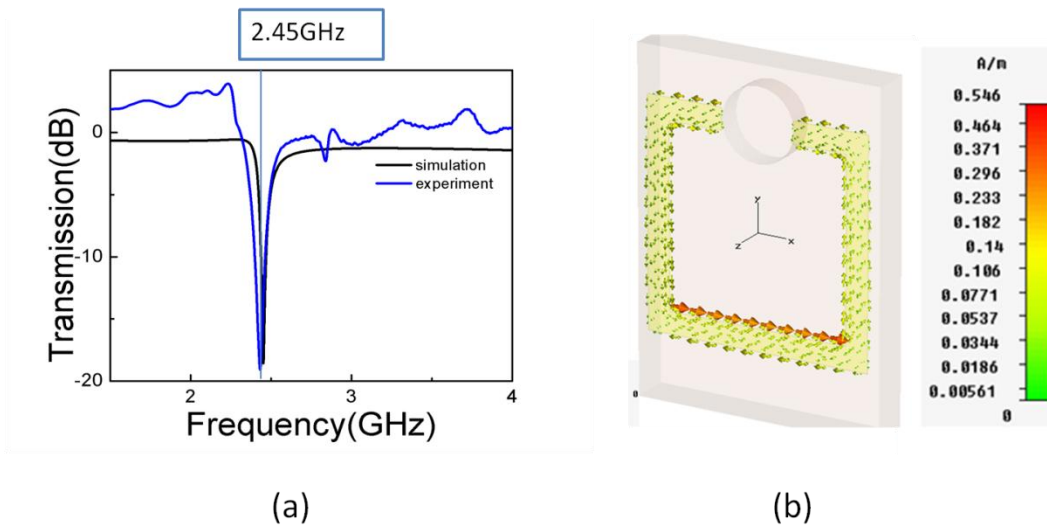 2.45GHz
Transmission(dB)
0
-10
-20
simulation
experiment
2
3
4
Frequency(GHz)
(a)
y
z
x
0
A/m
0.546
0.464
0.371
0.296
0.233
0.182
0.14
0.106
0.0771
0.0537
0.0344
0.0186
0.00561
0
(b)